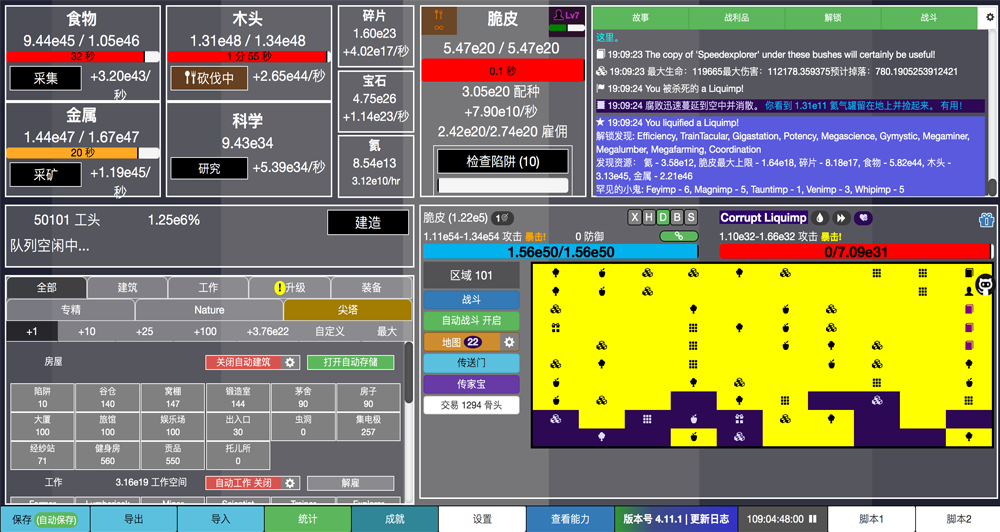 食物
9.44e45 / 1.05e46
32 秒
采集
+3.20e43/秒
木头
1.31e48 / 1.34e48
1 分 55 秒
砍伐中
+2.65e44/秒
金属
1.44e47 / 1.67e47
20 秒
采矿
+1.19e45/秒
科学
9.43e34
研究
+5.39e34/秒
碎片
1.60e23
+4.02e17/秒
宝石
4.75e26
+1.14e23/秒
氦
8.54e13
3.12e10/hr
脆皮
Lv7
5.47e20 / 5.47e20
0.1 秒
3.05e20 配种
+7.90e10/秒
2.42e20/2.74e20 雇佣
检查陷阱 (10)
故事
战利品
解锁
战斗
这里。
19:09:23 The copy of 'Speedexplorer' under these bushes will certainly be useful!
19:09:23 最大生命：119665最大伤害：112178.359375预计掉落：780.1905253912421
19:09:24 You 被杀死的 a Liquimp!
19:09:24 腐败迅速蔓延到空中并消散。 你看到 1.31e11 氦气罐留在地上并捡起来。 有用！
19:09:24 You liquified a Liquimp!
解锁发现: Efficiency, TrainTacular, Gigastation, Potency, Megascience, Gymystic, Megaminer,
Megalumber, Megafarming, Coordination
发现资源： 氦 - 3.58e12, 脆皮最大上限 - 1.64e18, 碎片 - 8.18e17, 食物 - 5.82e44, 木头 -
3.13e45, 金属 - 2.21e46
罕见的小鬼: Feyimp - 6, Magnimp - 5, Tauntimp - 1, Venimp - 3, Whipimp - 5
50101 工头
1.25e6%
建造
队列空闲中...
脆皮 (1.22e5)
1
X H D B S
Corrupt Liquimp
1.11e54-1.34e54 攻击 暴击!
0 防御
1.10e32-1.66e32 攻击 暴击!
1.56e50/1.56e50
0/7.09e31
区域 101
战斗
自动战斗 开启
地图 22
传送门
传家宝
交易 1294 骨头
全部
建筑
工作
升级
装备
专精
Nature
尖塔
+1
+10
+25
+100
+3.76e22
自定义
最大
房屋
关闭自动建筑
打开自动存储
陷阱
10
谷仓
140
窝棚
147
锻造室
144
茅舍
90
房子
90
大厦
100
旅馆
100
娱乐场
100
出入口
30
虫洞
0
集电极
257
经纱站
71
健身房
560
贡品
550
托儿所
0
工作
3.16e19 工作空间
自动工作 关闭
解雇
保存 (自动保存)
导出
导入
统计
成就
设置
查看能力
版本号 4.11.1 | 更新日志
109:04:48:00
脚本1
脚本2